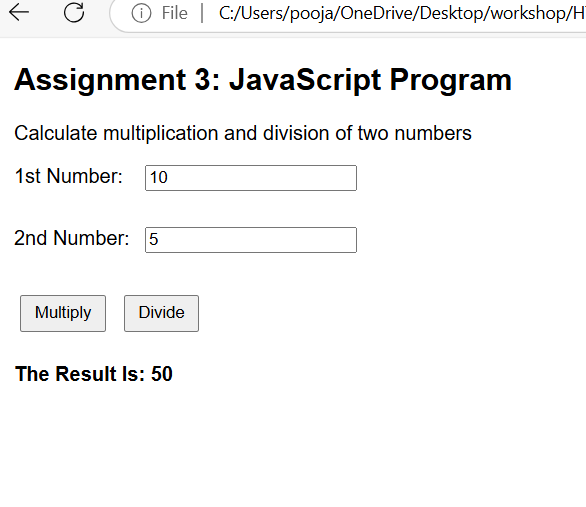 File | C:/Users/pooja/OneDrive/Desktop/workshop/H
Assignment 3: JavaScript Program
Calculate multiplication and division of two numbers
1st Number: 10
2nd Number: 5
Multiply Divide
The Result Is: 50